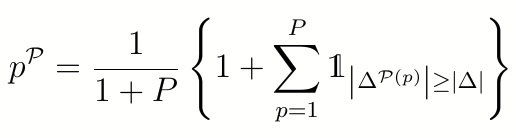 $p^{\mathcal{P}} = \frac{1}{1+P} \left\{ 1 + \sum_{p=1}^{P} \mathbb{1}_{\left|\Delta^{\mathcal{P}(p)}\right| \geq |\Delta|} \right\}$